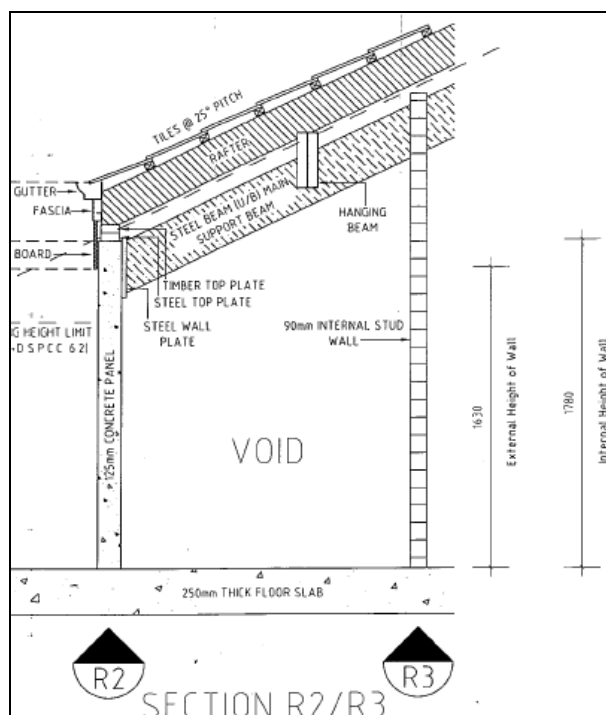 TILES @ 25° PITCH
RAFTER
GUTTER
FASCIA
STEEL BEAM (U/B) MAIN
SUPPORT BEAM
HANGING
BEAM
BOARD
TIMBER TOP PLATE
STEEL TOP PLATE
STEEL WALL
PLATE
90mm INTERNAL STUD
WALL
G HEIGHT LIMIT
+D S P C C 6 2)
125mm CONCRETE PANEL
VOID
1630
External Height of Wall
1780
Internal Height of Wall
250mm THICK FLOOR SLAB
R2
R3
SECTION R2/R3